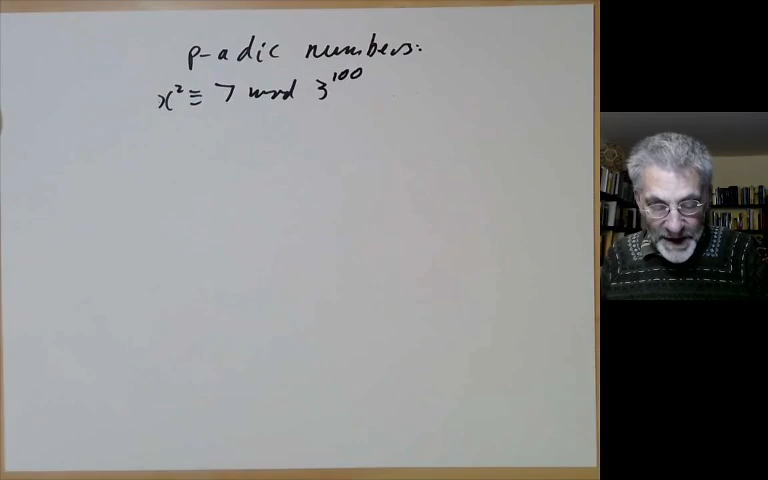 p-adic numbers:
x² ≡ 7 mod 3¹⁰⁰